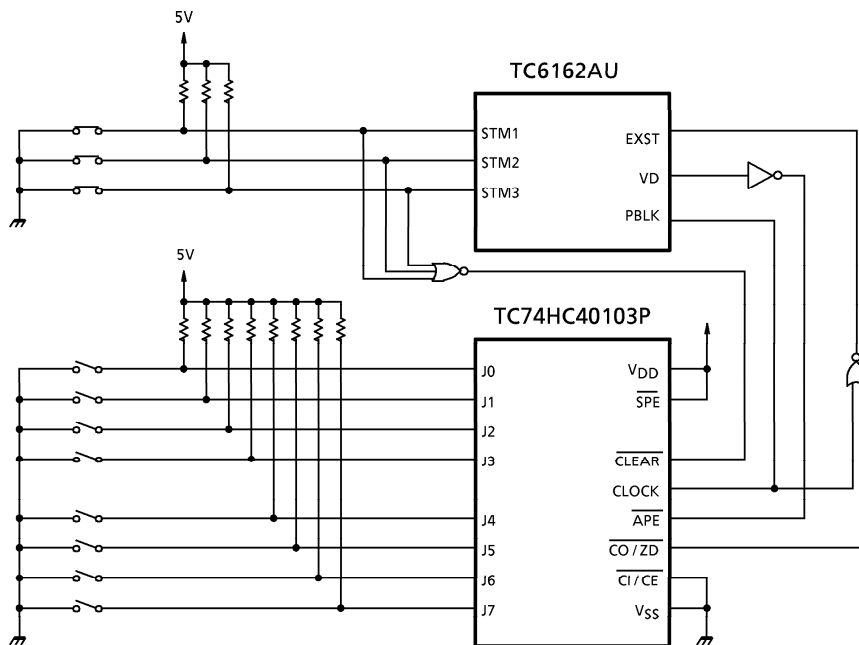 5V
TC6162AU
STM1
STM2
STM3
EXST
VD
PBLK
5V
TC74HC40103P
J0
J1
J2
J3
J4
J5
J6
J7
VDD
SPE
CLEAR
CLOCK
APE
CO / ZD
CI / CE
VSS